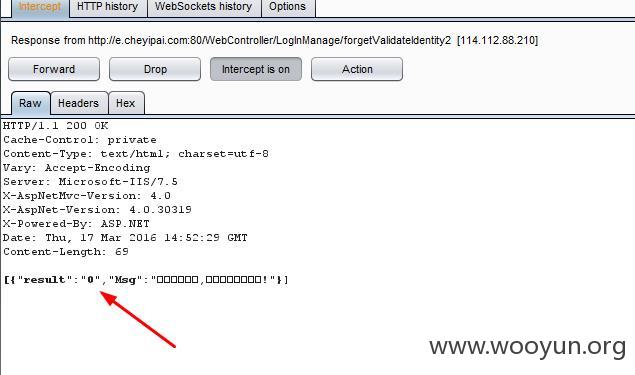 Intercept HTTP history WebSockets history Options
Response from http://e.cheyipai.com:80/WebController/LogInManage/forgetValidateIdentity2 [114.112.88.210]
Forward Drop Intercept is on Action
Raw Headers Hex
HTTP/1.1 200 OK
Cache-Control: private
Content-Type: text/html; charset=utf-8
Vary: Accept-Encoding
Server: Microsoft-IIS/7.5
X-AspNetMvc-Version: 4.0
X-AspNet-Version: 4.0.30319
X-Powered-By: ASP.NET
Date: Thu, 17 Mar 2016 14:52:29 GMT
Content-Length: 69
[{"result":"0","Msg":"□□□□□□,□□□□□□□□!"}]
www.wooyun.org